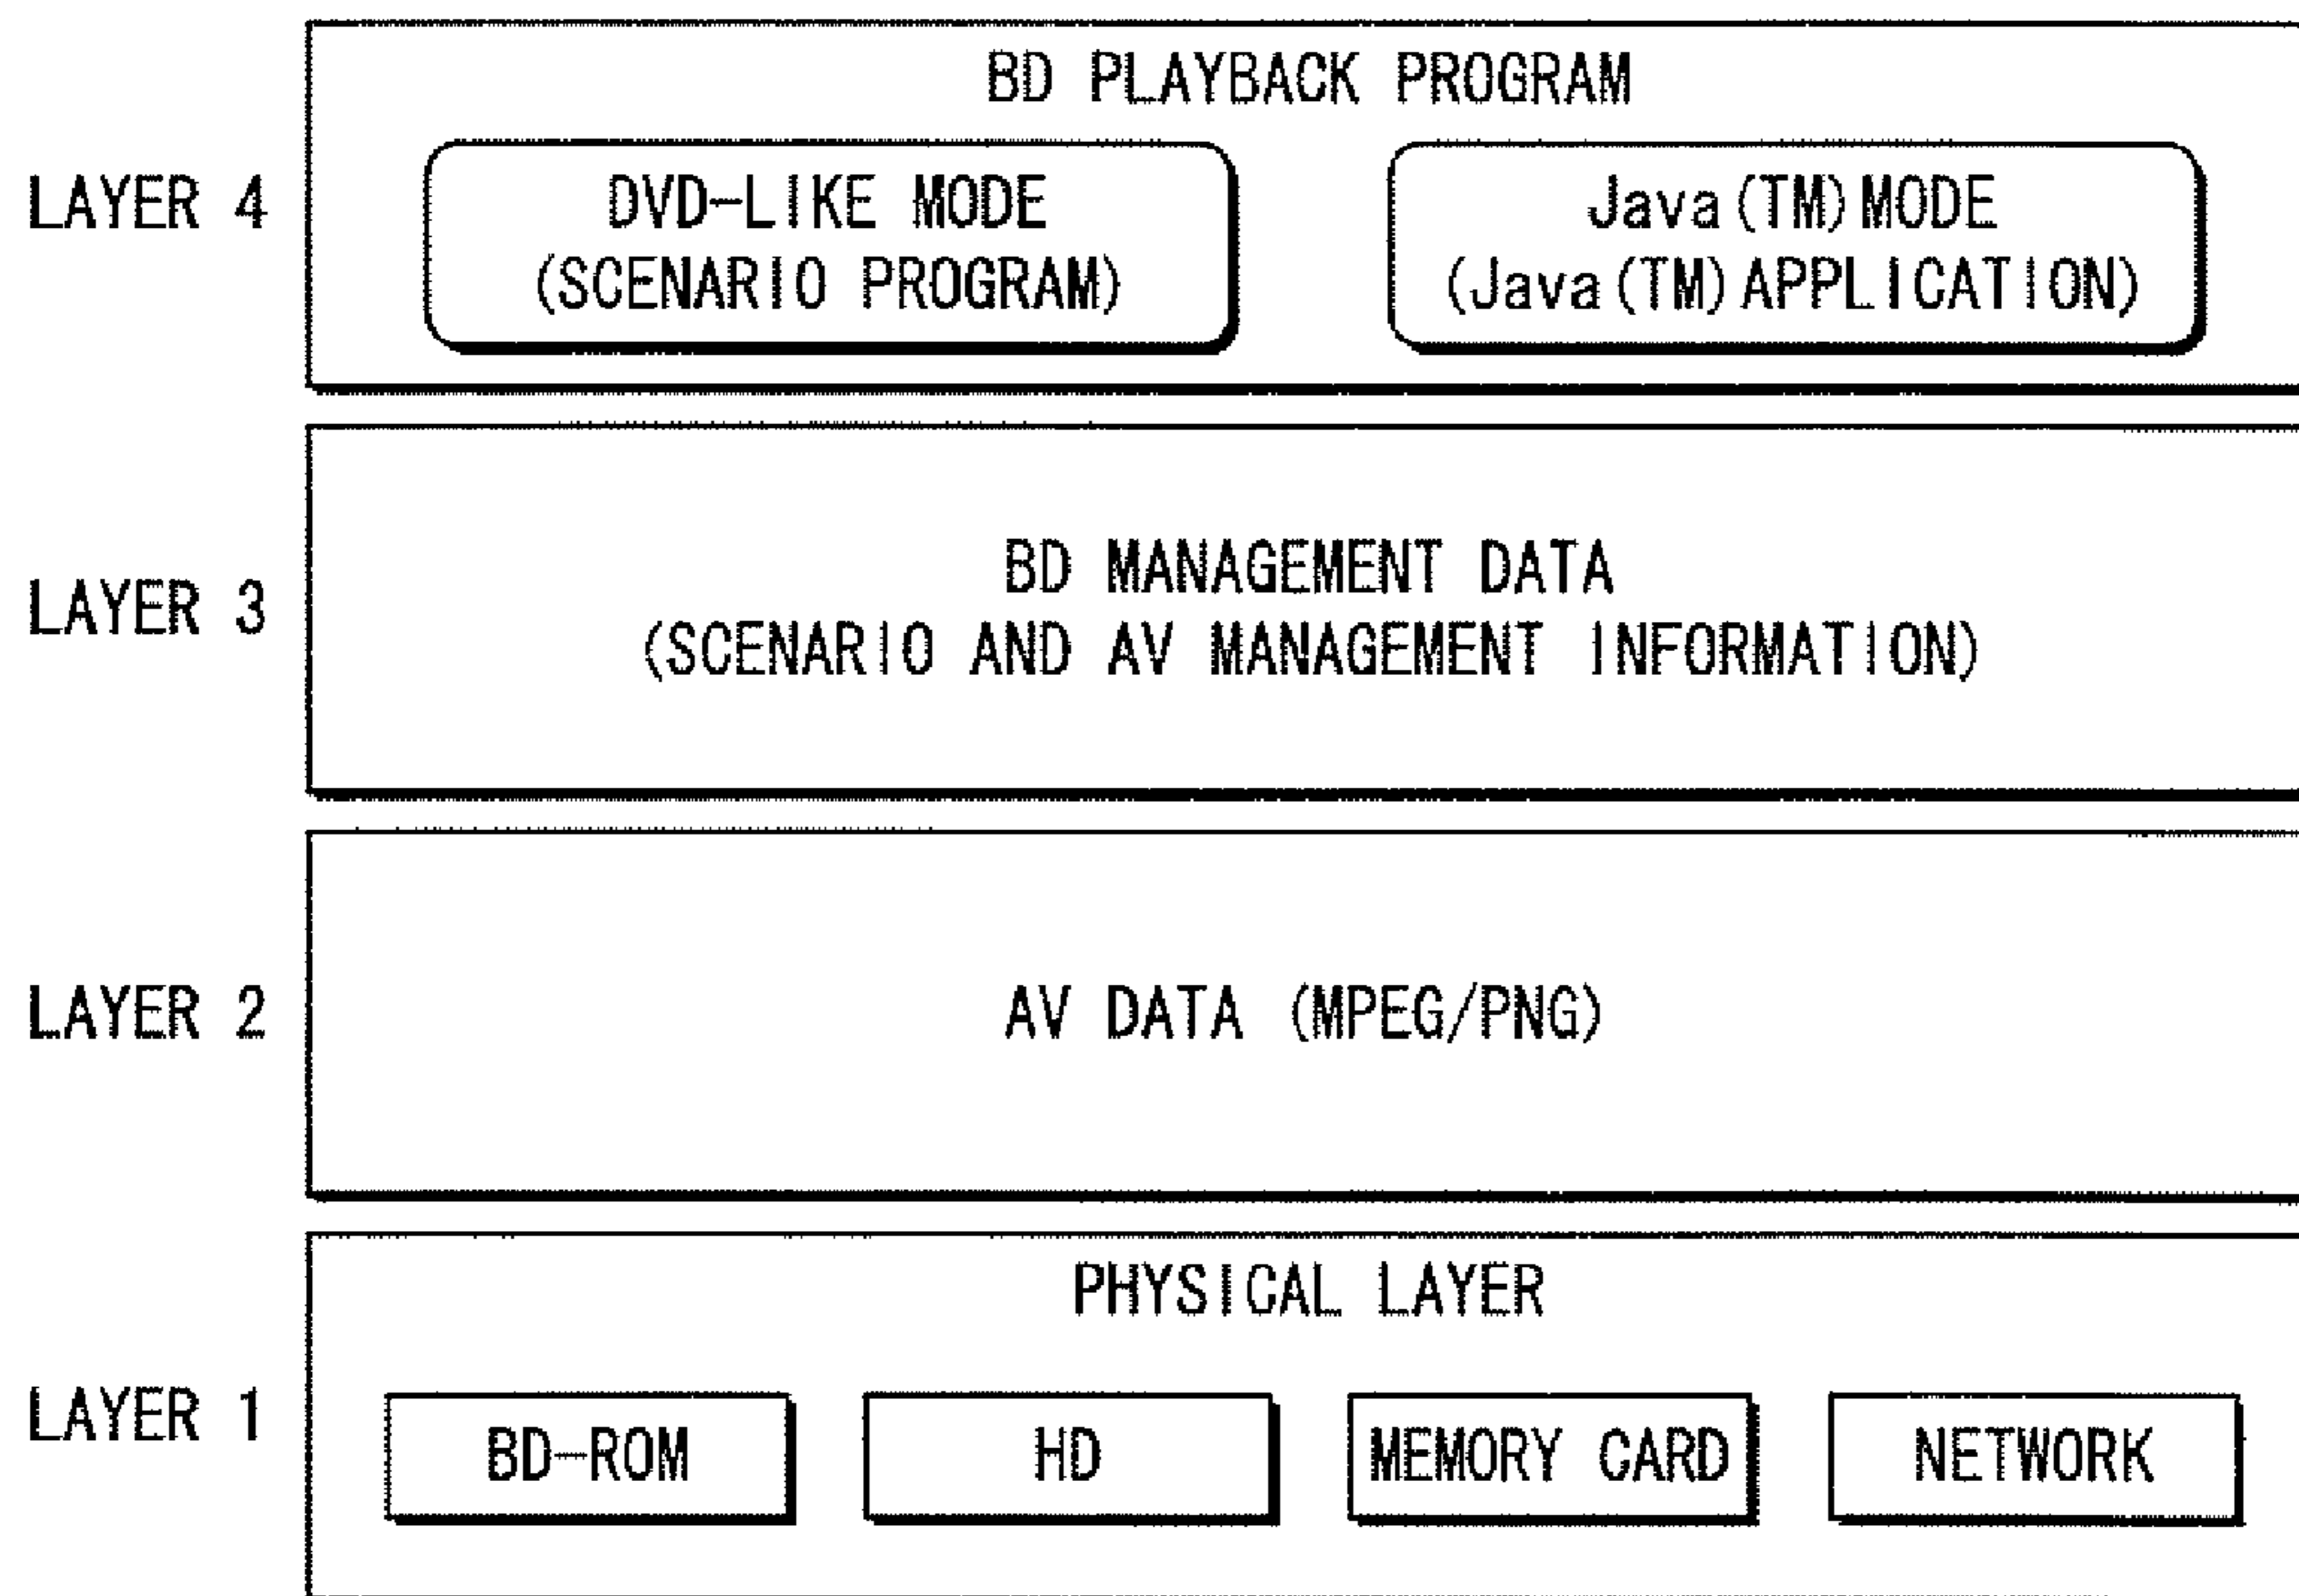 BD PLAYBACK PROGRAM
LAYER 4
DVD-LIKE MODE
(SCENARIO PROGRAM)
Java(TM)MODE
(Java(TM)APPLICATION)
LAYER 3
BD MANAGEMENT DATA
(SCENARIO AND AV MANAGEMENT INFORMATION)
LAYER 2
AV DATA (MPEG/PNG)
PHYSICAL LAYER
LAYER 1
BD-ROM
HD
MEMORY CARD
NETWORK